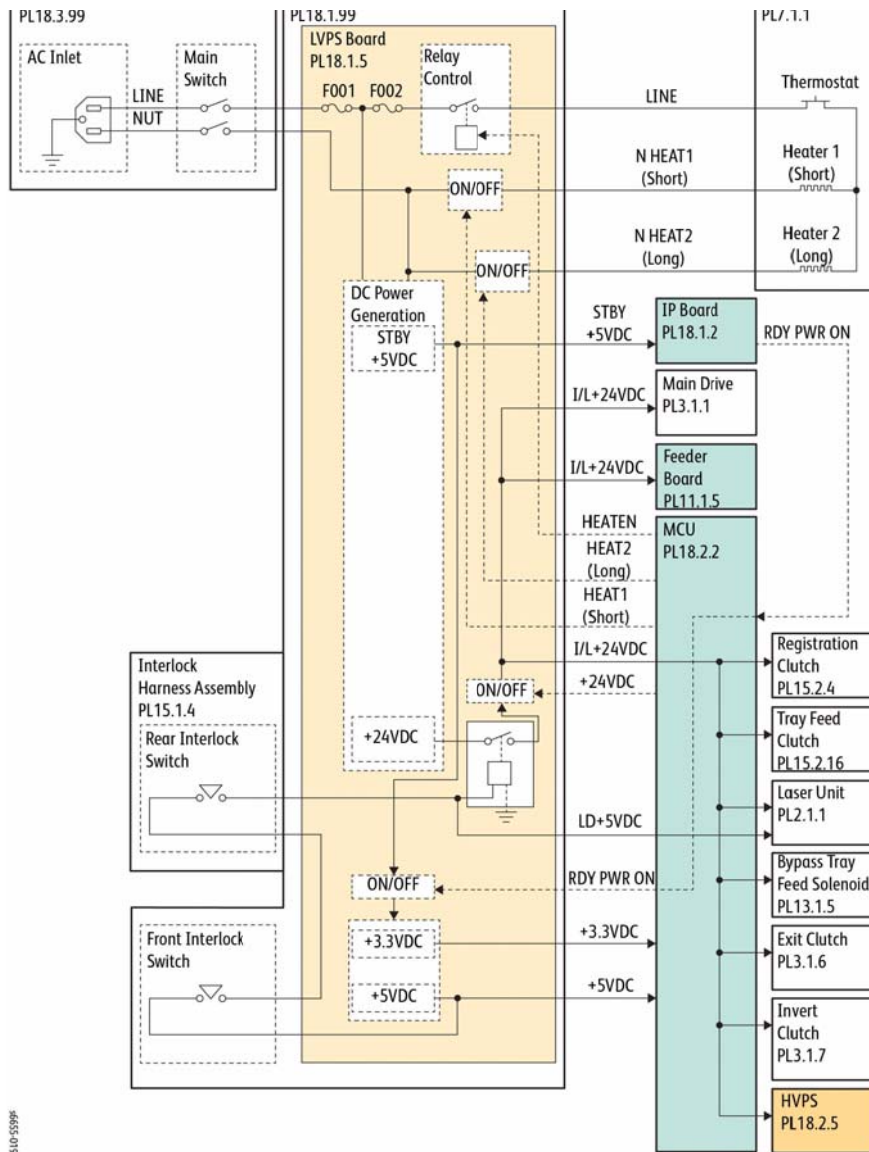 PL18.3.99
PL18.1.99
PL7.1.1
AC Inlet
Main
Switch
LINE
NUT
LVPS Board
PL18.1.5
F001
F002
Relay
Control
LINE
Thermostat
N HEAT1
(Short)
Heater 1
(Short)
ON/OFF
N HEAT2
(Long)
Heater 2
(Long)
ON/OFF
DC Power
Generation
STBY
+5VDC
STBY
+5VDC
IP Board
PL18.1.2
RDY PWR ON
I/L+24VDC
Main Drive
PL3.1.1
I/L+24VDC
Feeder
Board
PL11.1.5
HEATEN
HEAT2
(Long)
HEAT1
(Short)
MCU
PL18.2.2
I/L+24VDC
+24VDC
ON/OFF
+24VDC
Registration
Clutch
PL15.2.4
Tray Feed
Clutch
PL15.2.16
Laser Unit
PL2.1.1
Bypass Tray
Feed Solenoid
PL13.1.5
Exit Clutch
PL3.1.6
Invert
Clutch
PL3.1.7
HVPS
PL18.2.5
Interlock
Harness Assembly
PL15.1.4
Rear Interlock
Switch
LD+5VDC
ON/OFF
RDY PWR ON
Front Interlock
Switch
+3.3VDC
+3.3VDC
+5VDC
+5VDC
s6655-019